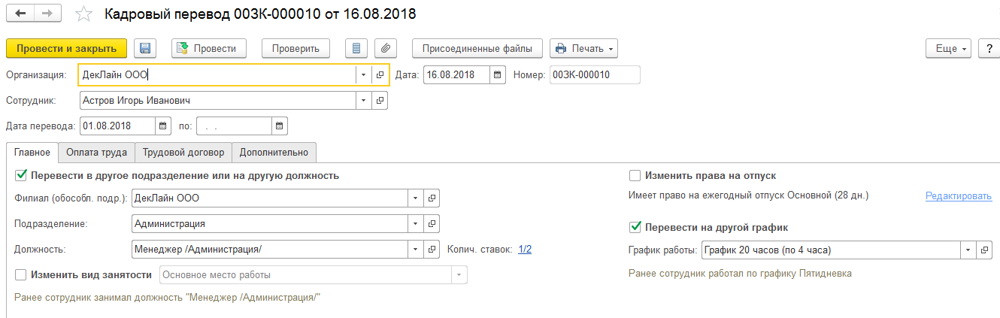 Кадровый перевод 003К-000010 от 16.08.2018
Провести и закрыть Провести Проверить Присоединенные файлы Печать Еще ?
Организация: ДекЛайн ООО Дата: 16.08.2018 Номер: 003К-000010
Сотрудник: Астров Игорь Иванович
Дата перевода: 01.08.2018 по: . .
Главное Оплата труда Трудовой договор Дополнительно
Перевести в другое подразделение или на другую должность
Филиал (обособл. подр.): ДекЛайн ООО
Подразделение: Администрация
Должность: Менеджер /Администрация/ Колич. ставок: 1/2
Изменить вид занятости Основное место работы
Ранее сотрудник занимал должность "Менеджер /Администрация/"
Изменить права на отпуск
Имеет право на ежегодный отпуск Основной (28 дн.) Редактировать
Перевести на другой график
График работы: График 20 часов (по 4 часа)
Ранее сотрудник работал по графику Пятидневка